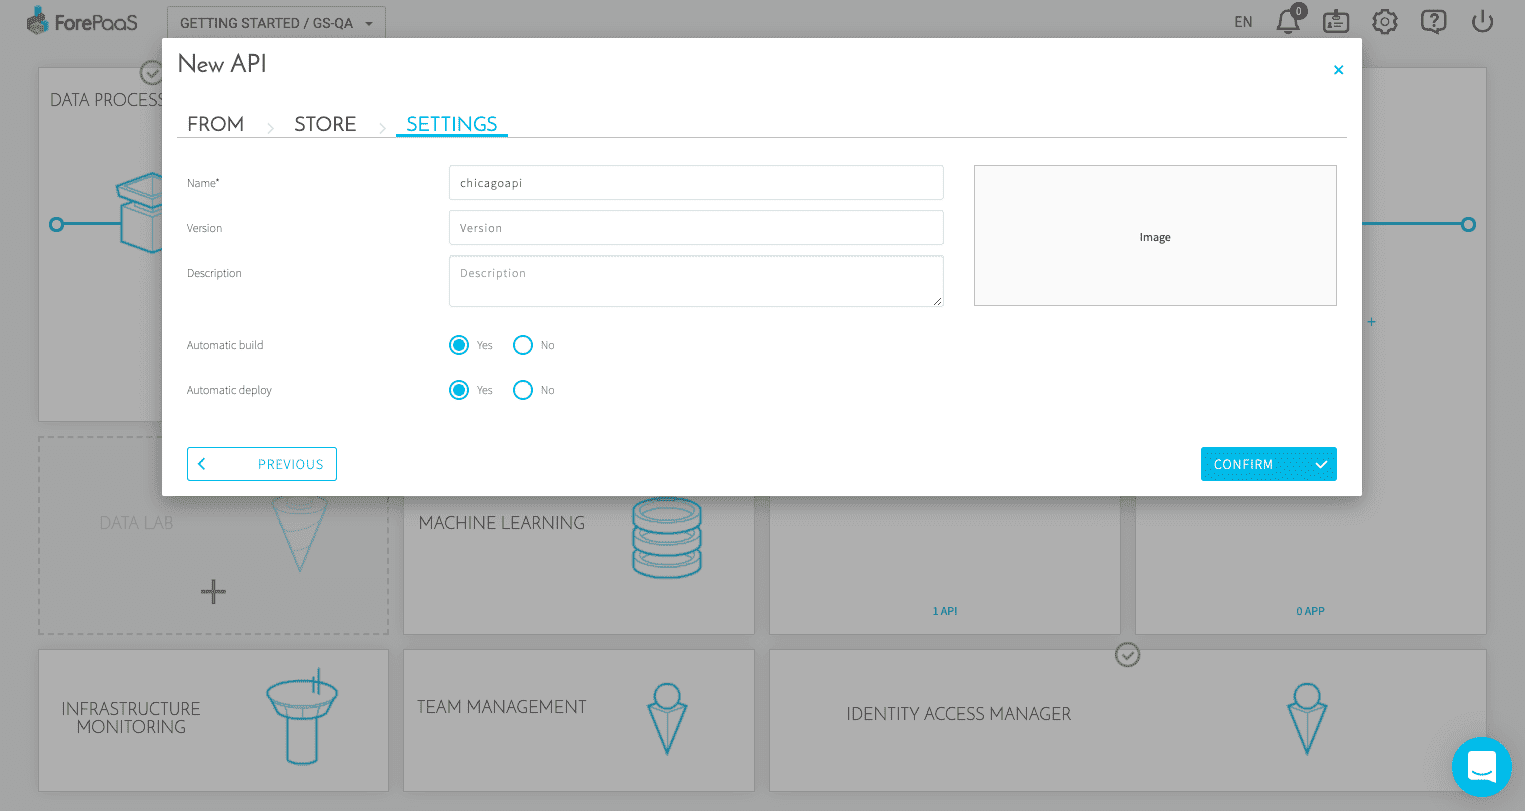 ForePaaS
GETTING STARTED / GS-QA
EN
0
New API
×
DATA PROCESS
FROM
STORE
SETTINGS
Name*
chicagoapi
Version
Version
Description
Description
Image
Automatic build
Yes
No
Automatic deploy
Yes
No
PREVIOUS
CONFIRM
DATA LAB
MACHINE LEARNING
1 API
0 APP
INFRASTRUCTURE
MONITORING
TEAM MANAGEMENT
IDENTITY ACCESS MANAGER